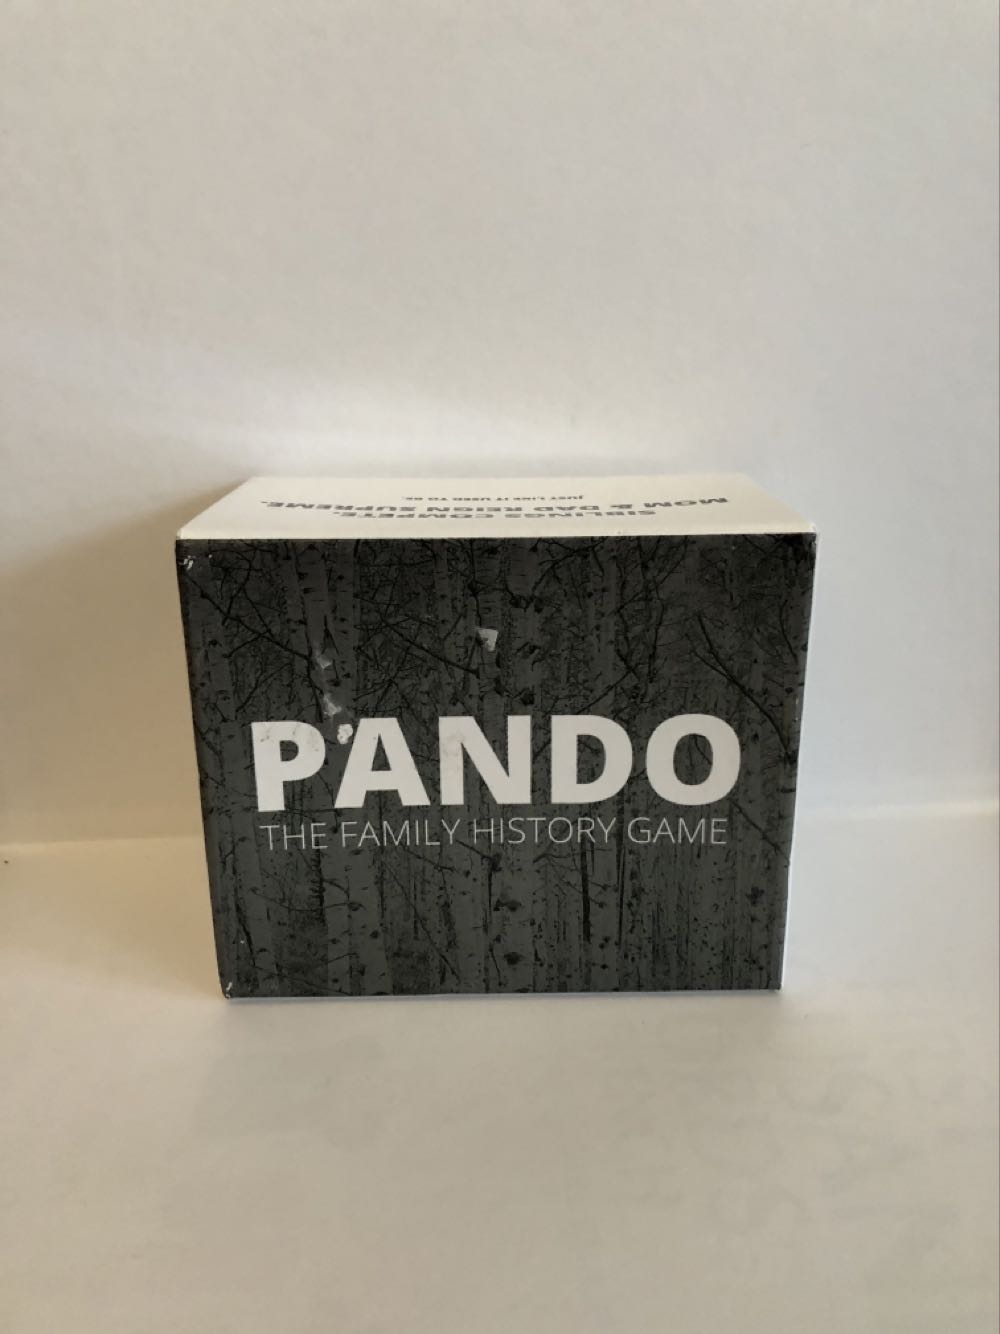 SIBLINGS COMPETE.
MOM & DAD REIGN SUPREME.
JUST LIKE IT USED TO BE.
PANDO
THE FAMILY HISTORY GAME